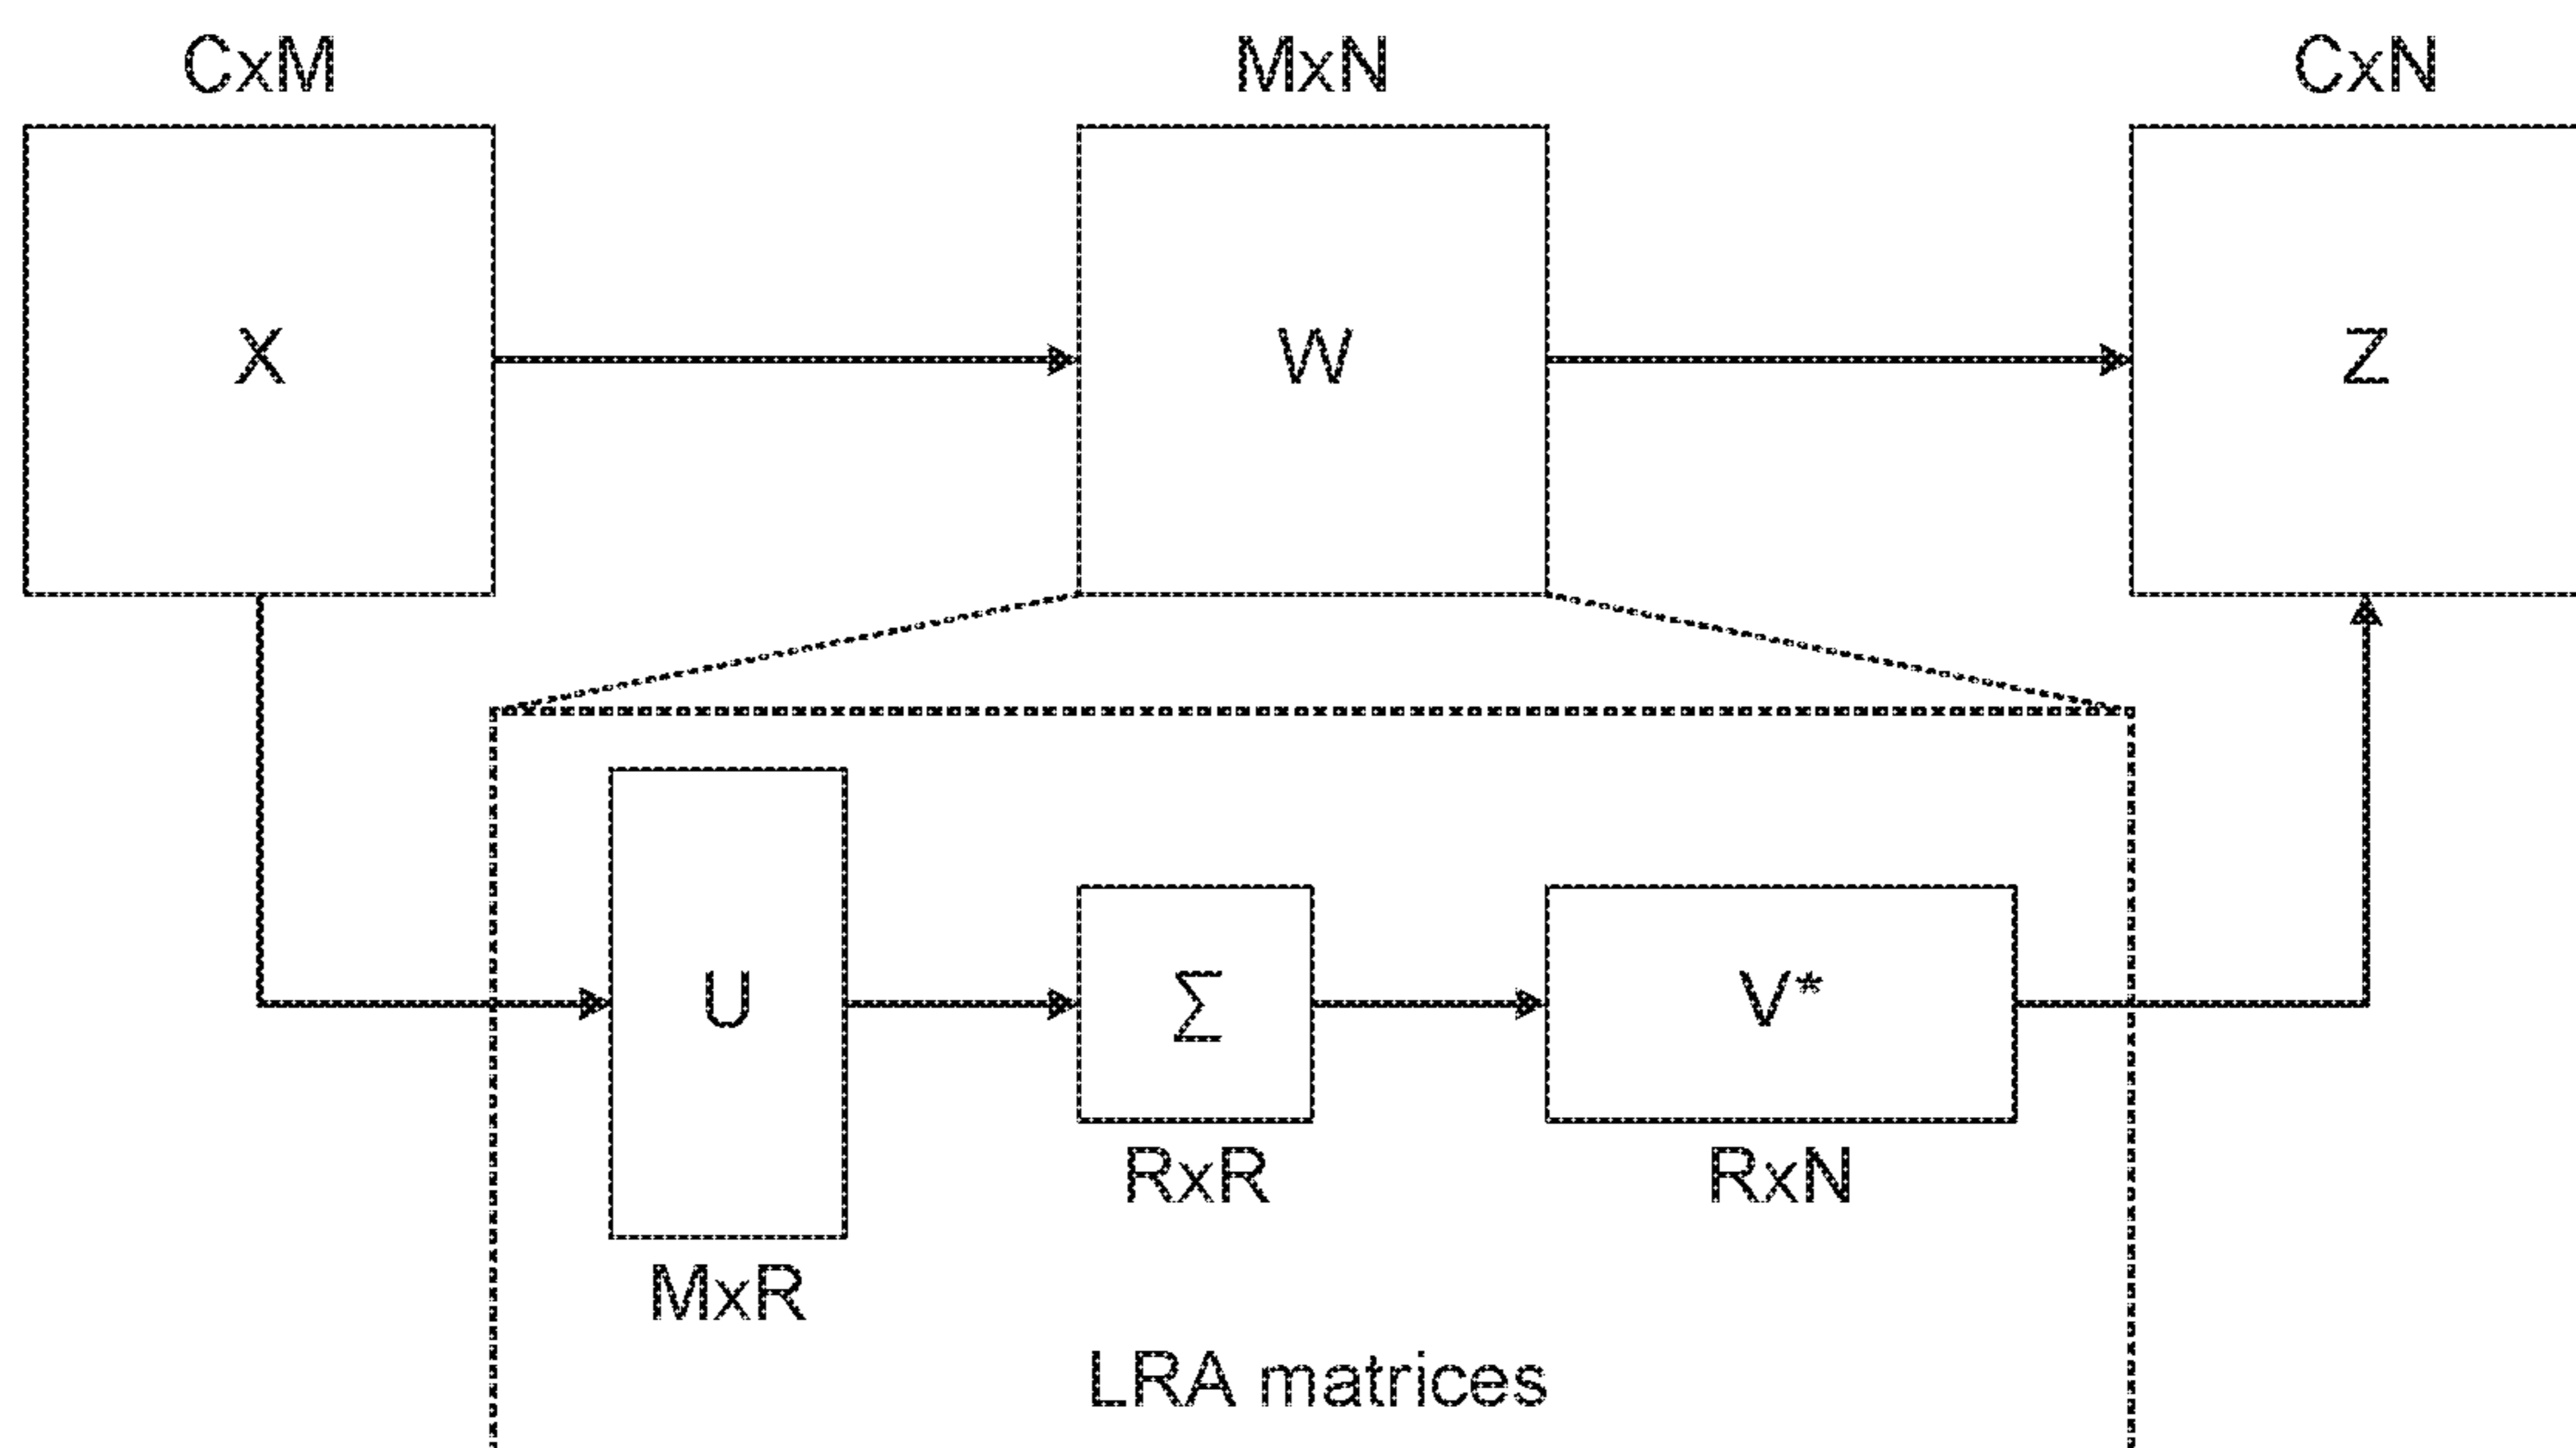 CxM
MxN
CxN
X
W
Z
U
Σ
V*
RxR
RxN
MxR
LRA matrices